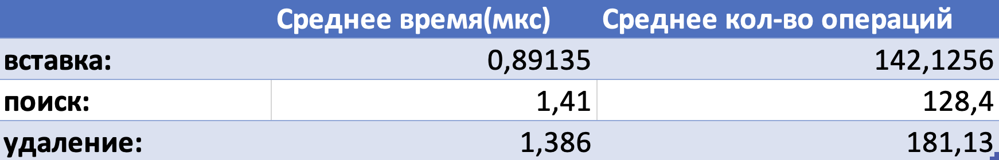 Среднее время(мкс) Среднее кол-во операций
вставка: 0,89135 142,1256
поиск: 1,41 128,4
удаление: 1,386 181,13